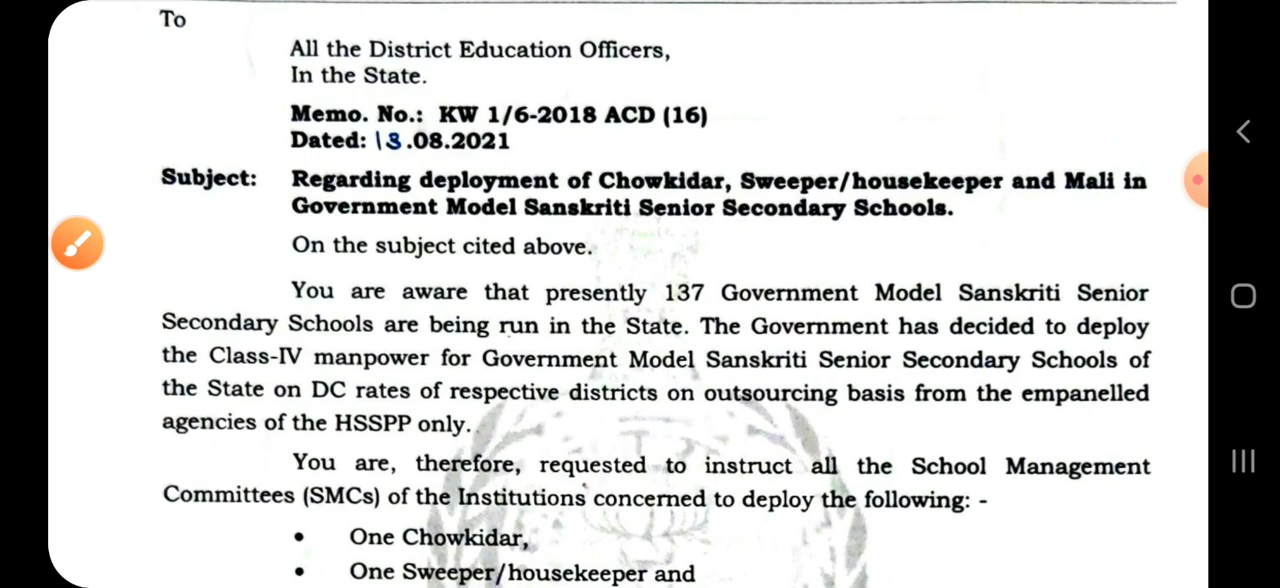 To
All the District Education Officers,
In the State.
Memo. No.: KW 1/6-2018 ACD (16)
Dated: 13.08.2021
Subject: Regarding deployment of Chowkidar, Sweeper/housekeeper and Mali in
Government Model Sanskriti Senior Secondary Schools.
On the subject cited above.
You are aware that presently 137 Government Model Sanskriti Senior
Secondary Schools are being run in the State. The Government has decided to deploy
the Class-IV manpower for Government Model Sanskriti Senior Secondary Schools of
the State on DC rates of respective districts on outsourcing basis from the empanelled
agencies of the HSSPP only.
You are, therefore, requested to instruct all the School Management
Committees (SMCs) of the Institutions concerned to deploy the following: -
• One Chowkidar,
• One Sweeper/housekeeper and